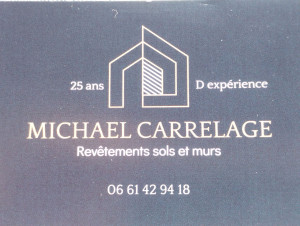 25 ans D expérience
MICHAEL CARRELAGE
Revêtements sols et murs
06 61 42 94 18